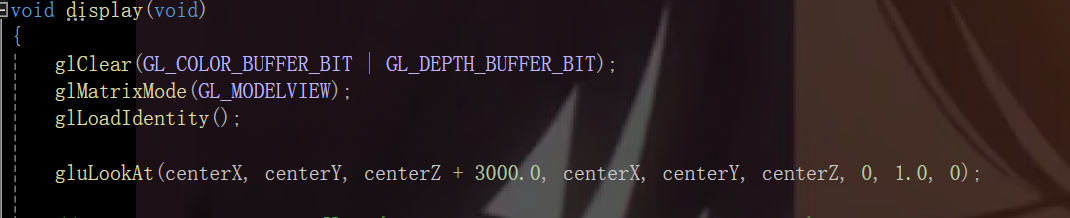 void display(void)
{
glClear(GL_COLOR_BUFFER_BIT | GL_DEPTH_BUFFER_BIT);
glMatrixMode(GL_MODELVIEW);
glLoadIdentity();
gluLookAt(centerX, centerY, centerZ + 3000.0, centerX, centerY, centerZ, 0, 1.0, 0);